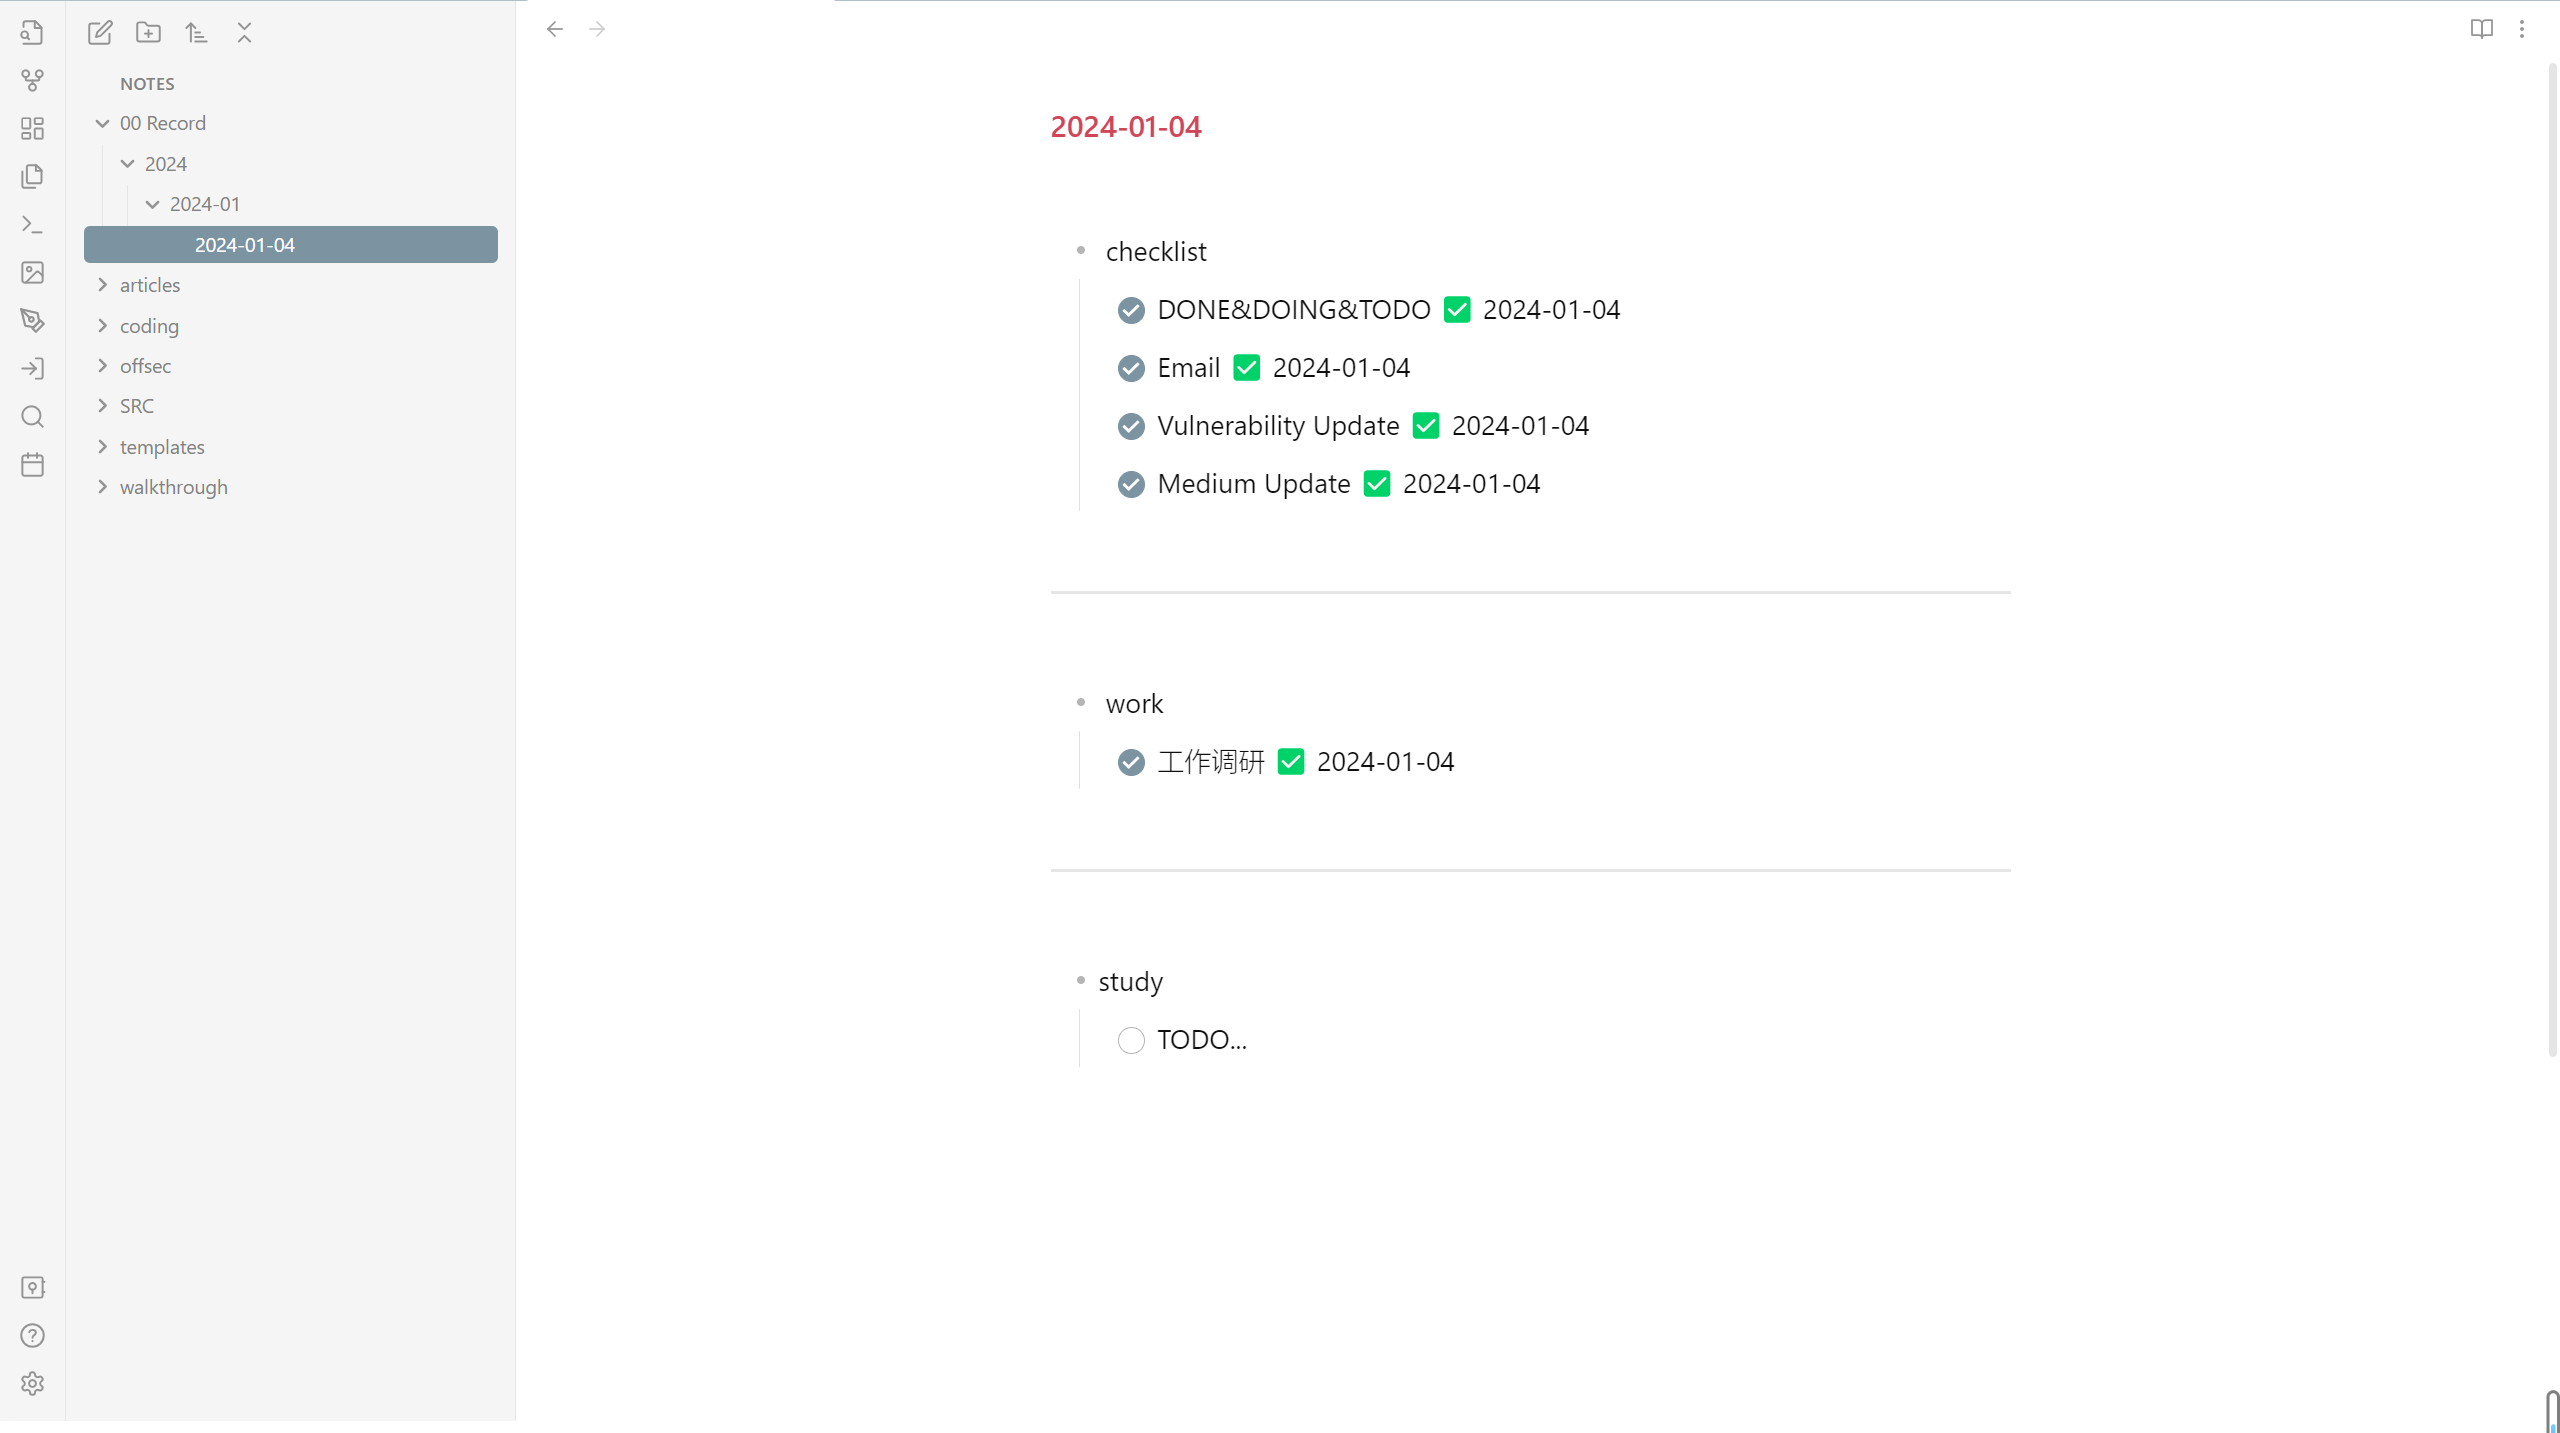 NOTES
00 Record
2024
2024-01
2024-01-04
articles
coding
offsec
SRC
templates
walkthrough
2024-01-04
checklist
DONE&DOING&TODO ✅ 2024-01-04
Email ✅ 2024-01-04
Vulnerability Update ✅ 2024-01-04
Medium Update ✅ 2024-01-04
work
工作调研 ✅ 2024-01-04
study
TODO...